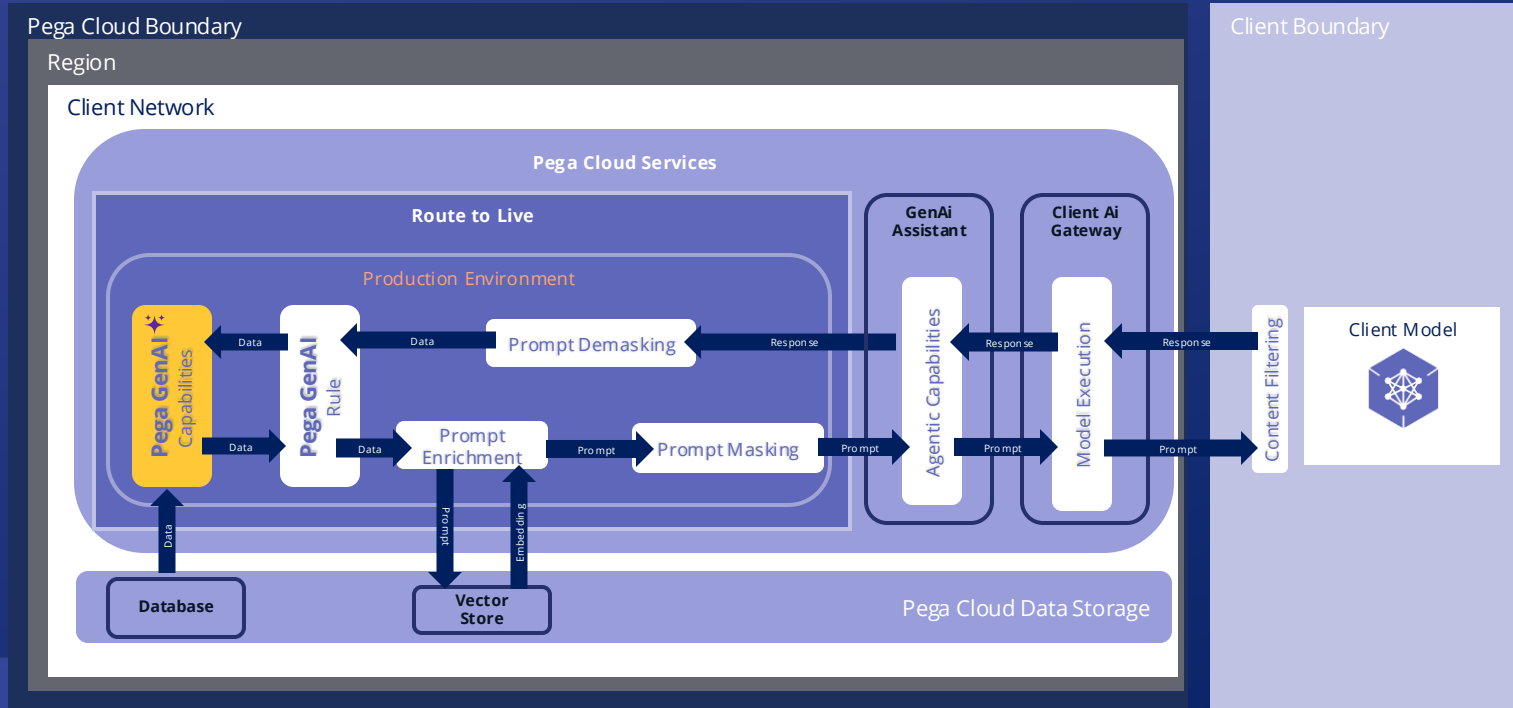 Pega Cloud Boundary
Client Boundary
Region
Client Network
Pega Cloud Services
Route to Live
GenAi
Assistant
Client Ai
Gateway
Production Environment
Pega GenAI
Capabilities
Data
Pega GenAI
Rule
Data
Prompt Demasking
Response
Agentic Capabilities
Response
Model Execution
Response
Content Filtering
Client Model
Data
Data
Prompt
Enrichment
Prompt
Prompt Masking
Prompt
Prompt
Prompt
Data
Prompt
Embedding
Database
Vector
Store
Pega Cloud Data Storage